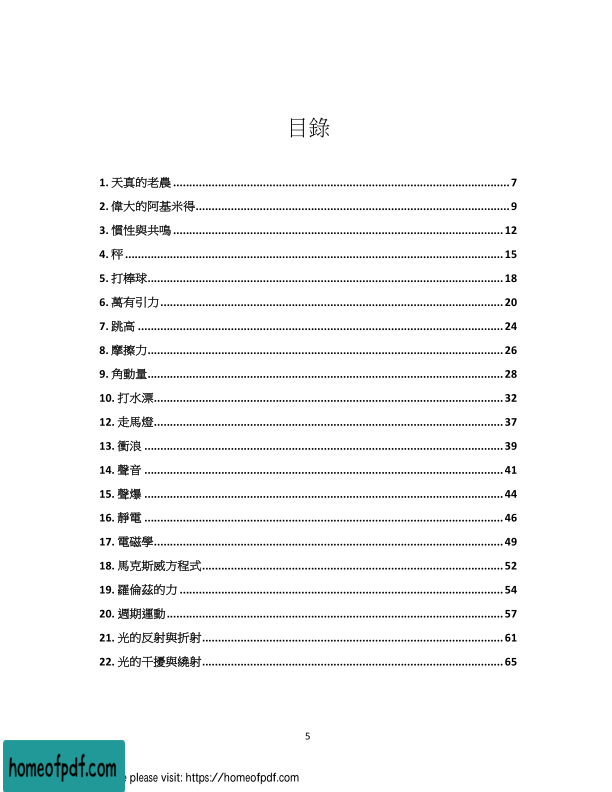 目錄
1. 天真的老農 7
2. 偉大的阿基米得 9
3. 慣性與共鳴 12
4. 秤 15
5. 打棒球 18
6. 萬有引力 20
7. 跳高 24
8. 摩擦力 26
9. 角動量 28
10. 打水漂 32
12. 走馬燈 37
13. 衝浪 39
14. 聲音 41
15. 聲爆 44
16. 靜電 46
17. 電磁學 49
18. 馬克斯威方程式 52
19. 羅倫茲的力 54
20. 週期運動 57
21. 光的反射與折射 61
22. 光的干擾與繞射 65
5
homeofpdf.com
please visit: https://homeofpdf.com